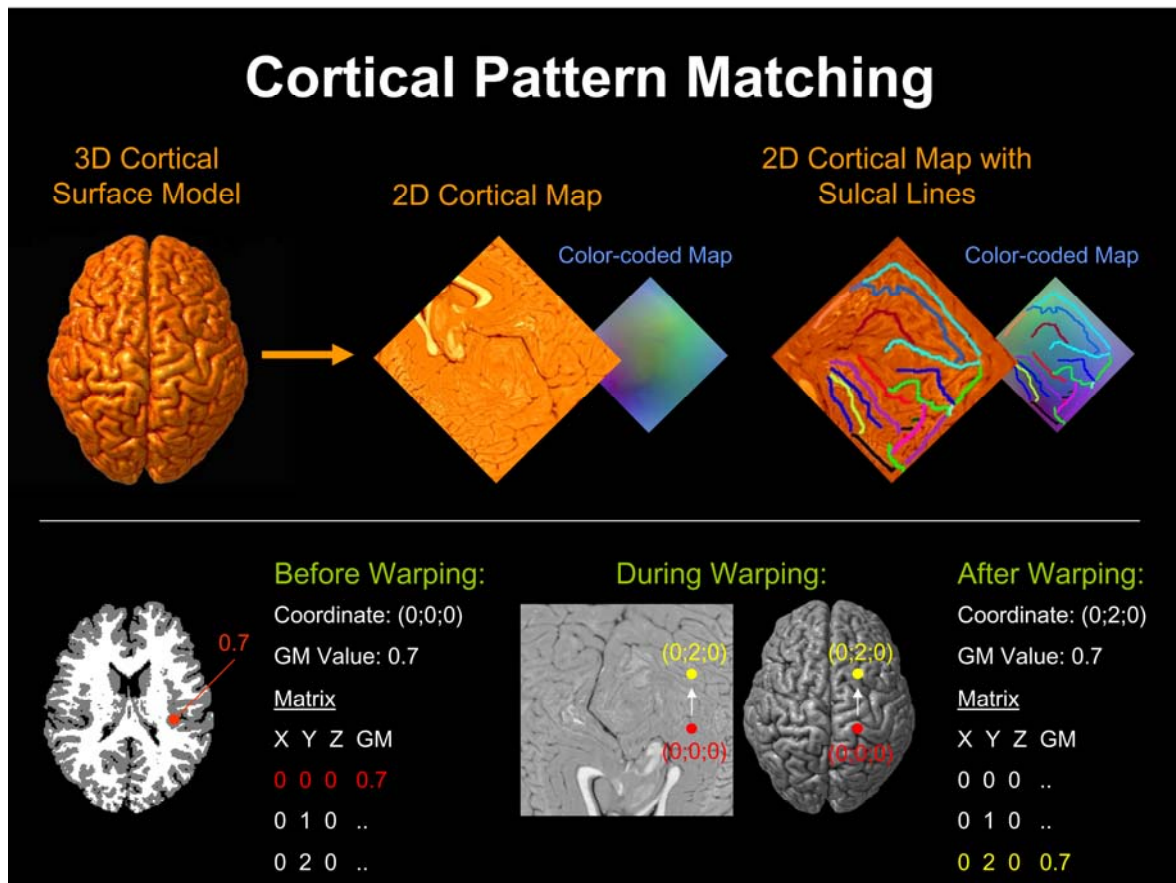 Cortical Pattern Matching
3D Cortical
Surface Model
2D Cortical Map
Color-coded Map
2D Cortical Map with
Sulcal Lines
Color-coded Map
0.7
Before Warping:
Coordinate: (0;0;0)
GM Value: 0.7
Matrix
X Y Z GM
0 0 0 0.7
0 1 0 ..
0 2 0 ..
During Warping:
(0;2;0)
(0;0;0)
(0;2;0)
(0;0;0)
After Warping:
Coordinate: (0;2;0)
GM Value: 0.7
Matrix
X Y Z GM
0 0 0 ..
0 1 0 ..
0 2 0 0.7